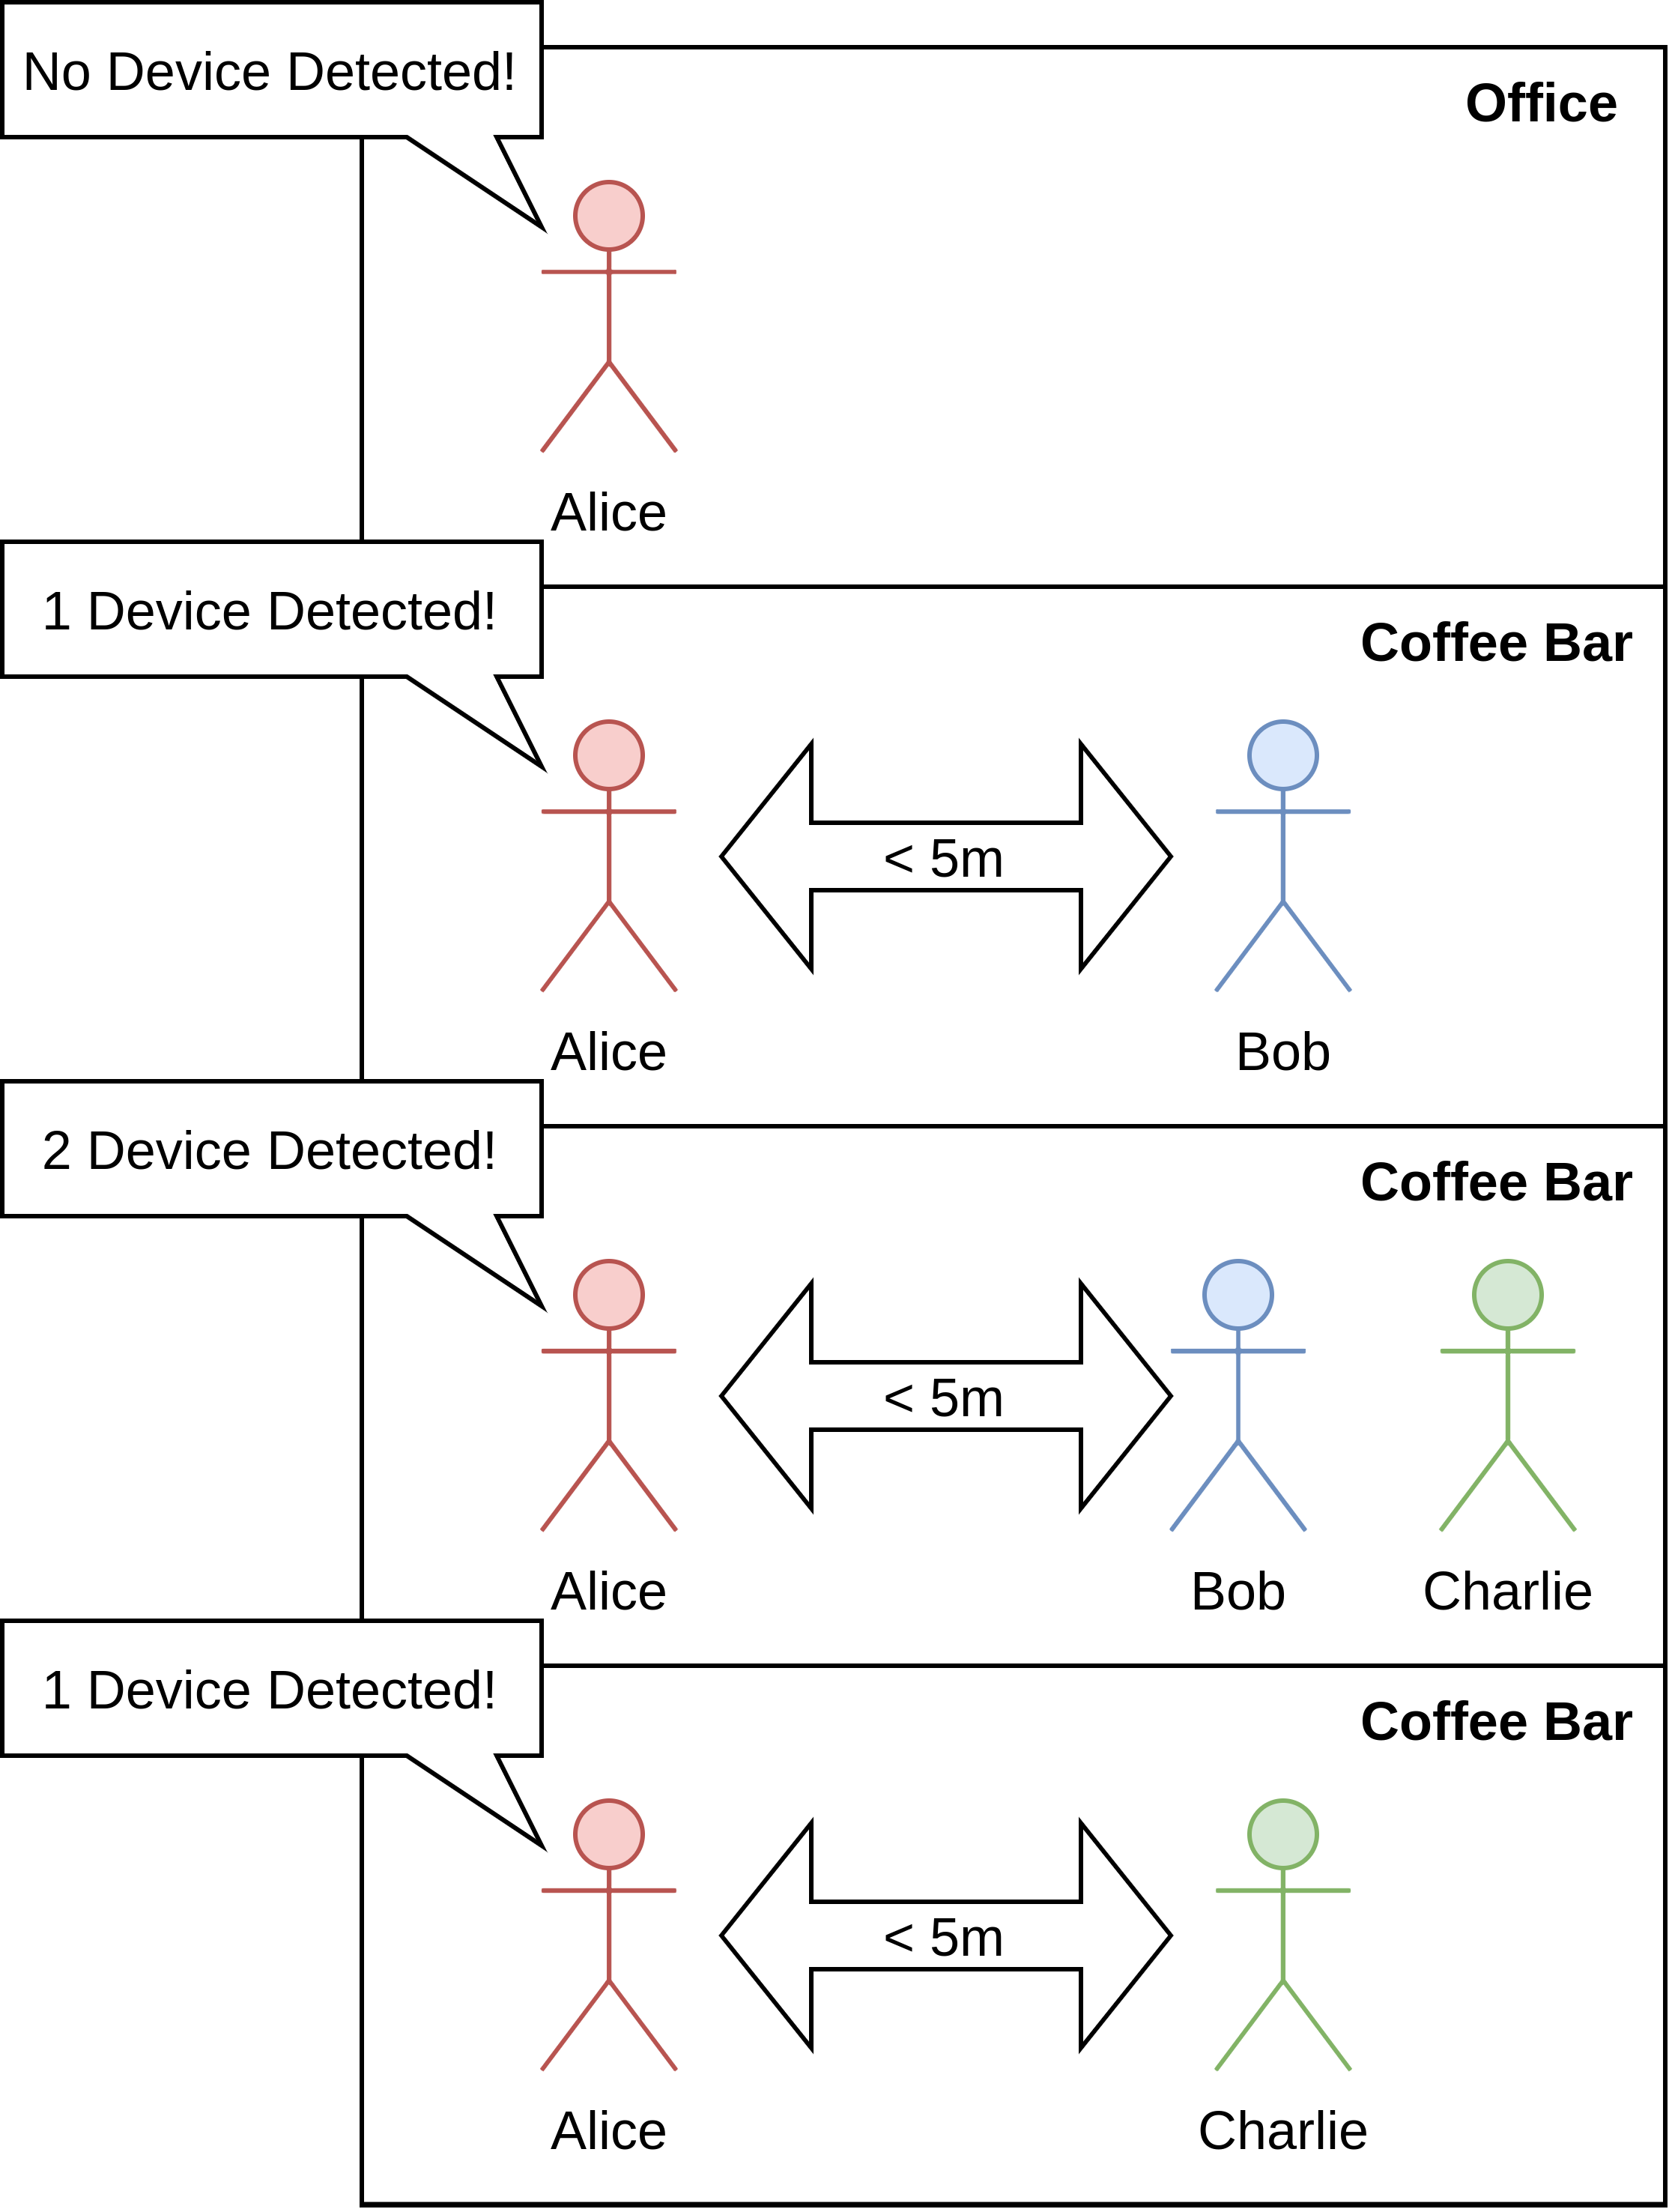 No Device Detected!
Office
Alice
1 Device Detected!
Coffee Bar
< 5m
Alice
Bob
2 Device Detected!
Coffee Bar
< 5m
Alice
Bob
Charlie
1 Device Detected!
Coffee Bar
< 5m
Alice
Charlie